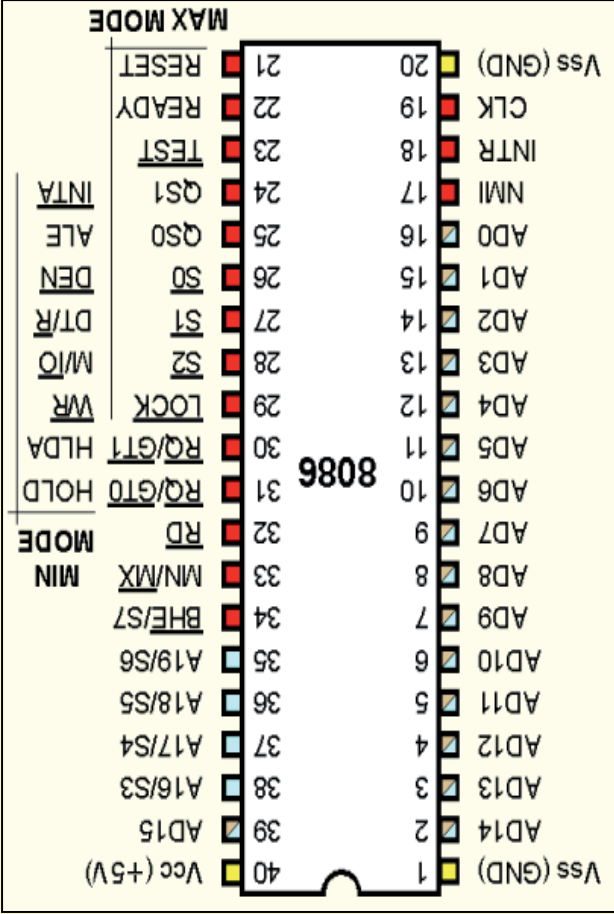 Vss (GND) 1 40 Vcc (+5V)
AD14 2 39 AD15
AD13 3 38 A16/S3
AD12 4 37 A17/S4
AD11 5 36 A18/S5
AD10 6 35 A19/S6
AD9 7 34 BHE/S7
AD8 8 33 MN/MX MIN
AD7 9 32 RD MODE
AD6 10 31 RQ/GT0 HOLD
8086
AD5 11 30 RQ/GT1 HLDA
AD4 12 29 LOCK WR
AD3 13 28 S2 M/IO
AD2 14 27 S1 DT/R
AD1 15 26 S0 DEN
AD0 16 25 QS0 ALE
NMI 17 24 QS1 INTA
INTR 18 23 TEST
CLK 19 22 READY
Vss (GND) 20 21 RESET
MAX MODE